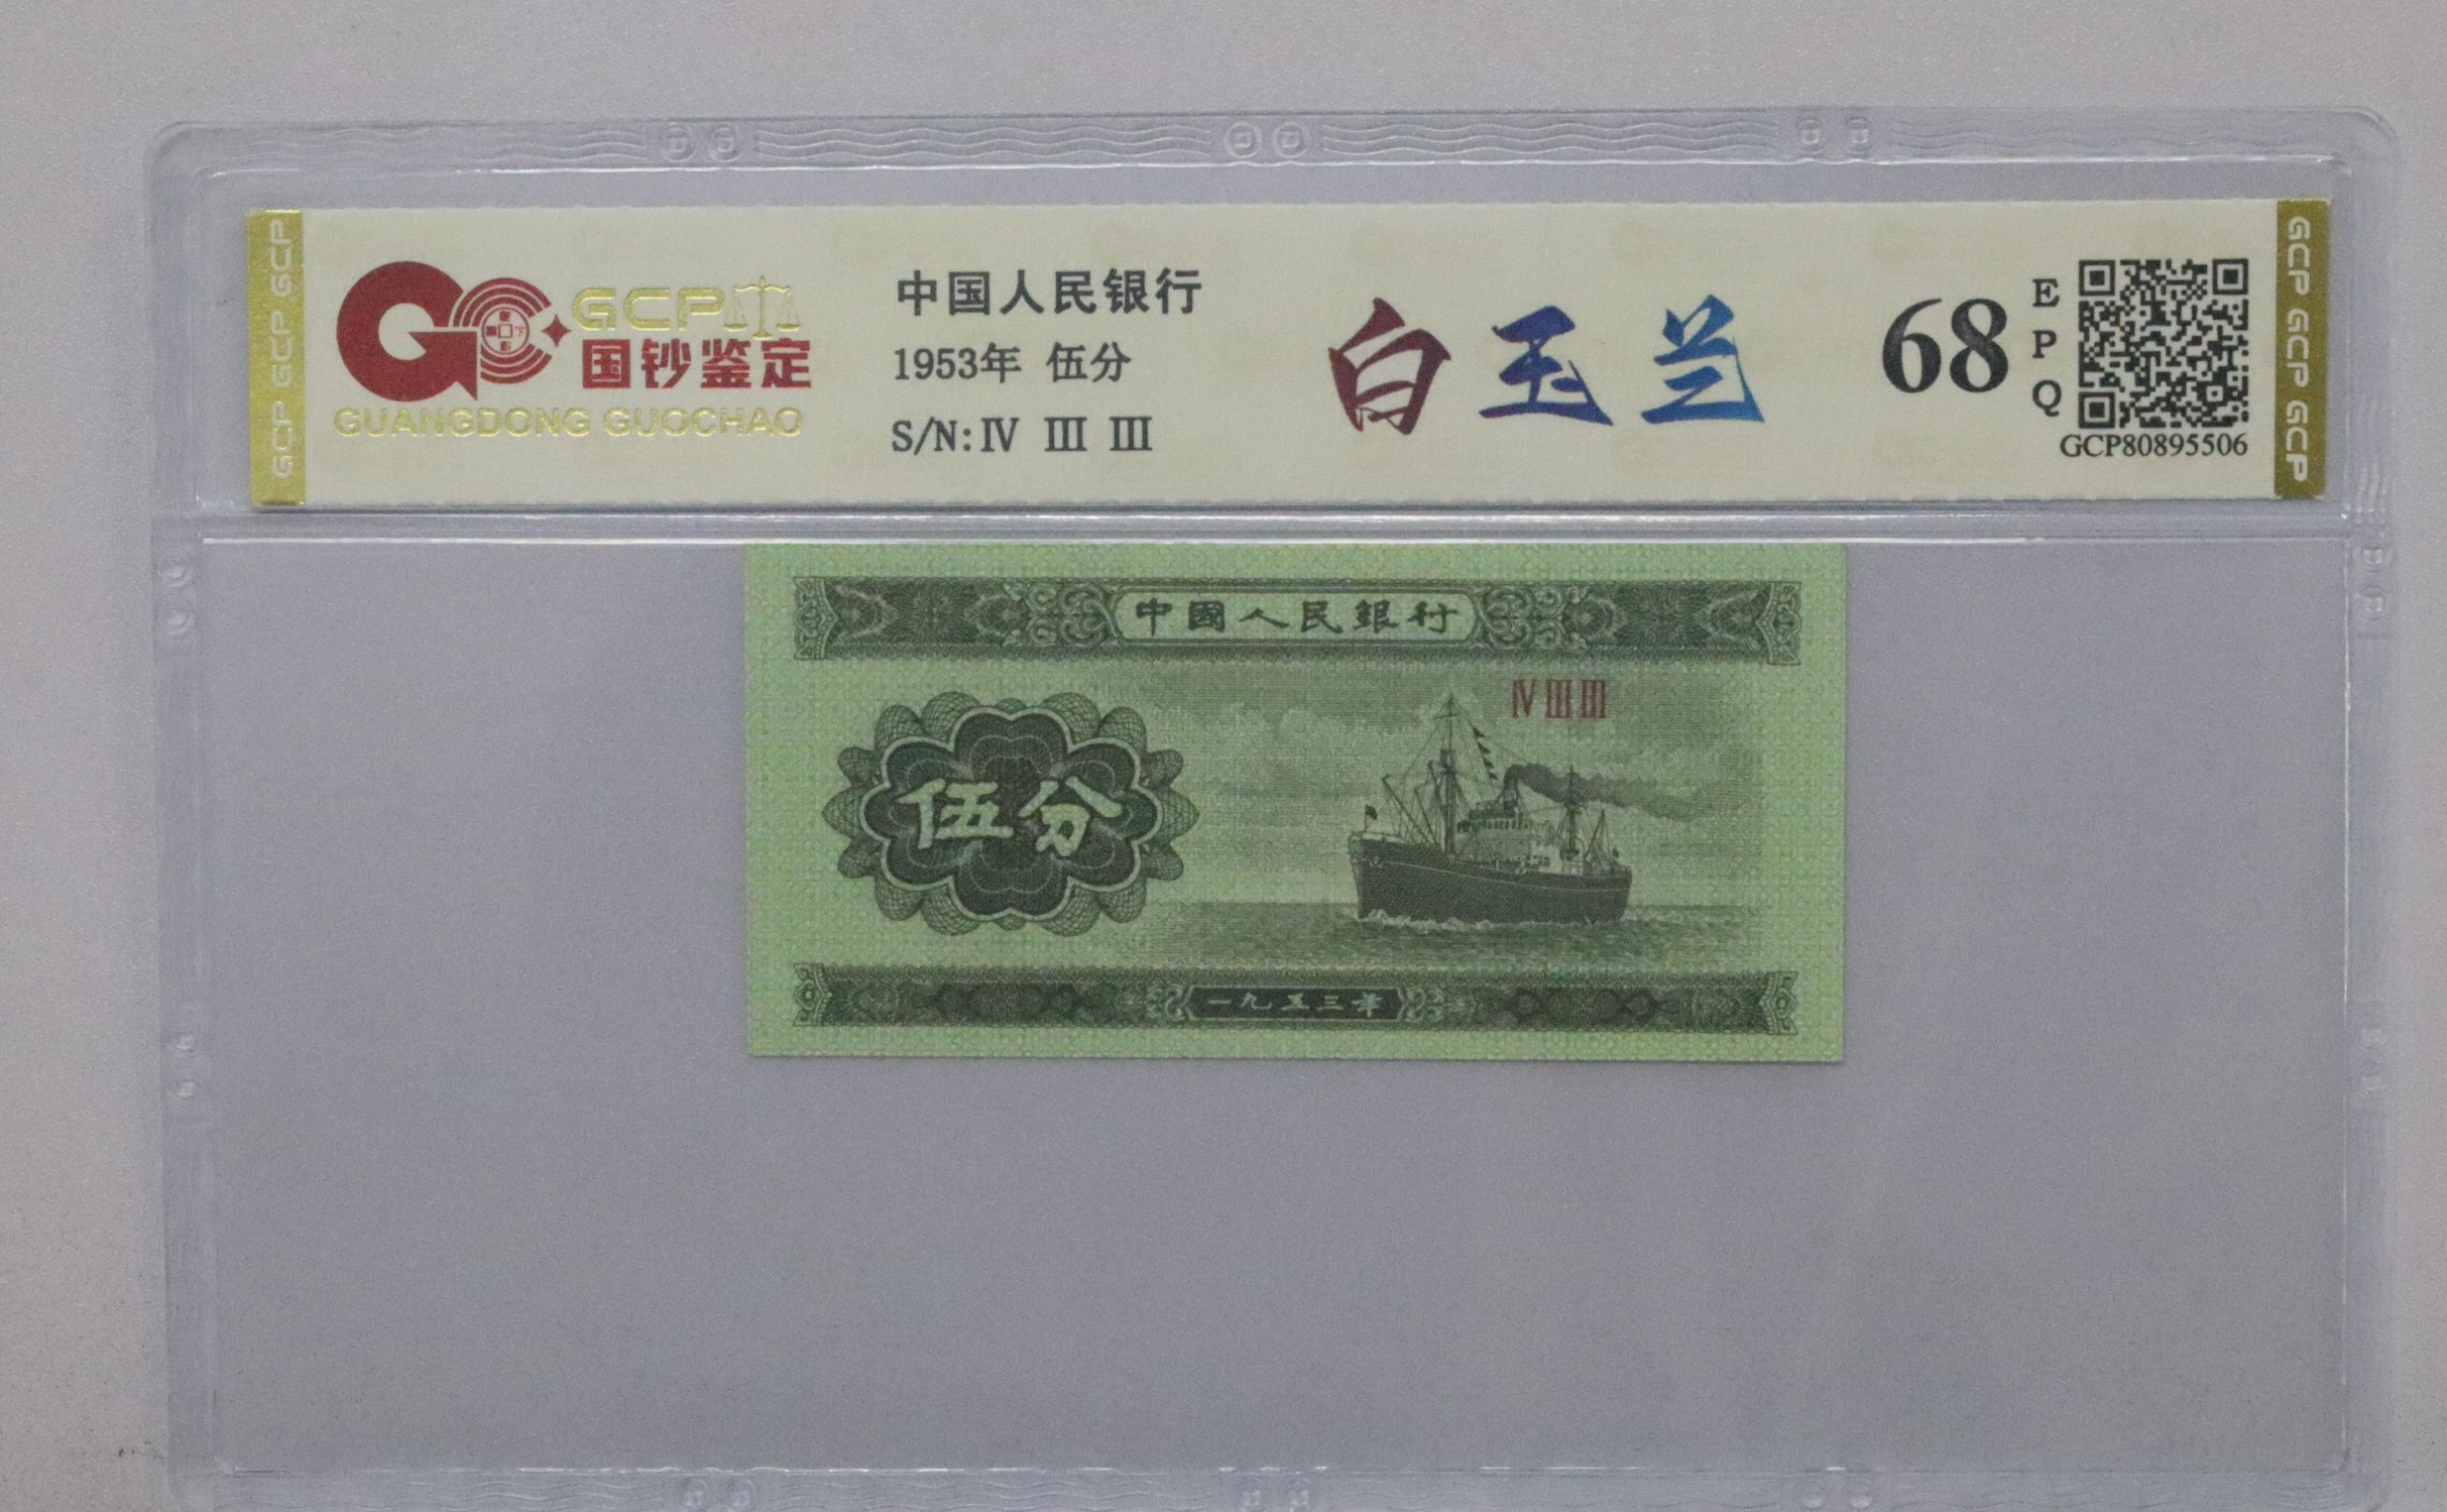 GCP GCP GCP
GCP
国钞鉴定
GUANGDONG GUOCHAO
中国人民银行
1953年 伍分
S/N:Ⅳ Ⅲ Ⅲ
白玉兰
68
E
P
Q
GCP80895506
GCP GCP GCP
中國人民銀行
Ⅳ Ⅲ Ⅲ
伍分
一九五三年